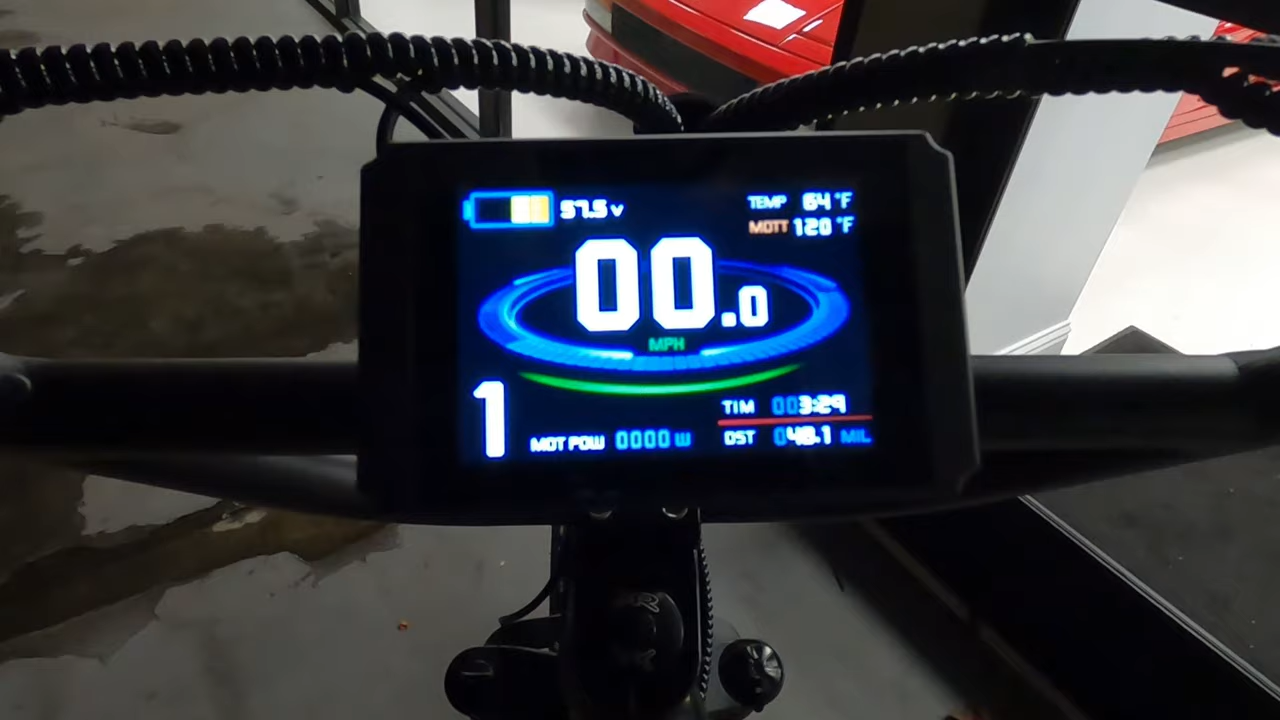 57.5 v
TEMP 64 °F
MOTT 120 °F
00.0
MPH
1
MOT POW 0000 W
TIM 003:29
DST 048.1 MIL